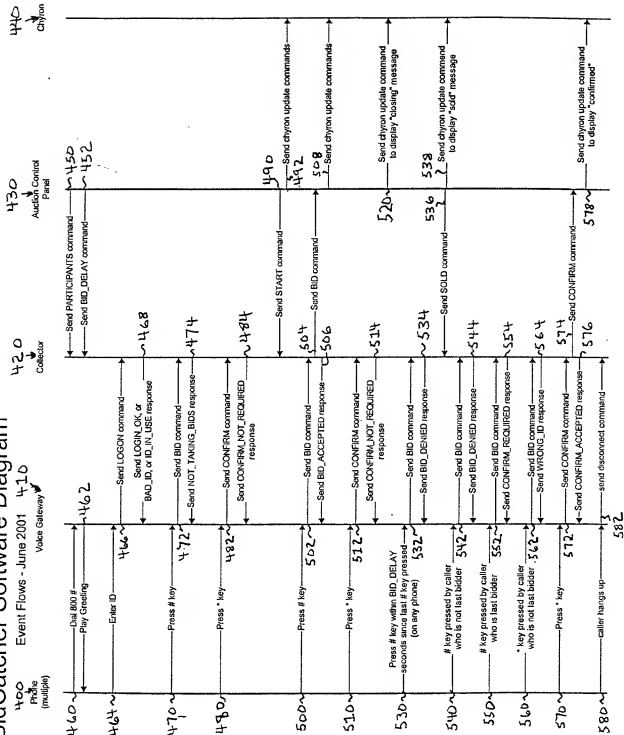 BidCatcher Software Diagram
Event Flows - June 2001
400
Phone
(multiple)
410
Voice Gateway
420
Collector
430
Auction Control
Panel
440
Chyron
Send PARTICIPANTS command
450
Send BID_DELAY command
452
460
Dial 800 #
Play Greeting
462
464
Enter ID
466
Send LOGON command
Send LOGIN_OK, or
BAD_ID, or ID_IN_USE response
468
470
Press # key
472
Send BID command
Send NOT_TAKING_BIDS response
474
480
Press * key
482
Send CONFIRM command
Send CONFIRM_NOT_REQUIRED
response
484
Send START command
490
492
Send chyron update commands
500
Press # key
502
Send BID command
504
Send BID command
Send BID_ACCEPTED response
506
508
Send chyron update commands
510
Press * key
512
Send CONFIRM command
Send CONFIRM_NOT_REQUIRED
response
514
520
Send chyron update command
to display "closing" message
530
Press # key within BID_DELAY
seconds since last # key pressed
(on any phone)
532
Send BID command
Send BID_DENIED response
534
Send SOLD command
536
538
Send chyron update command
to display "sold" message
540
# key pressed by caller
who is not last bidder
542
Send BID command
Send BID_DENIED response
544
550
# key pressed by caller
who is last bidder
552
Send BID command
Send CONFIRM_REQUIRED response
554
560
* key pressed by caller
who is not last bidder
562
Send BID command
Send WRONG_ID response
564
570
Press * key
572
Send CONFIRM command
574
Send CONFIRM command
Send CONFIRM_ACCEPTED response
576
578
Send chyron update command
to display "confirmed"
580
caller hangs up
582
send disconnect command